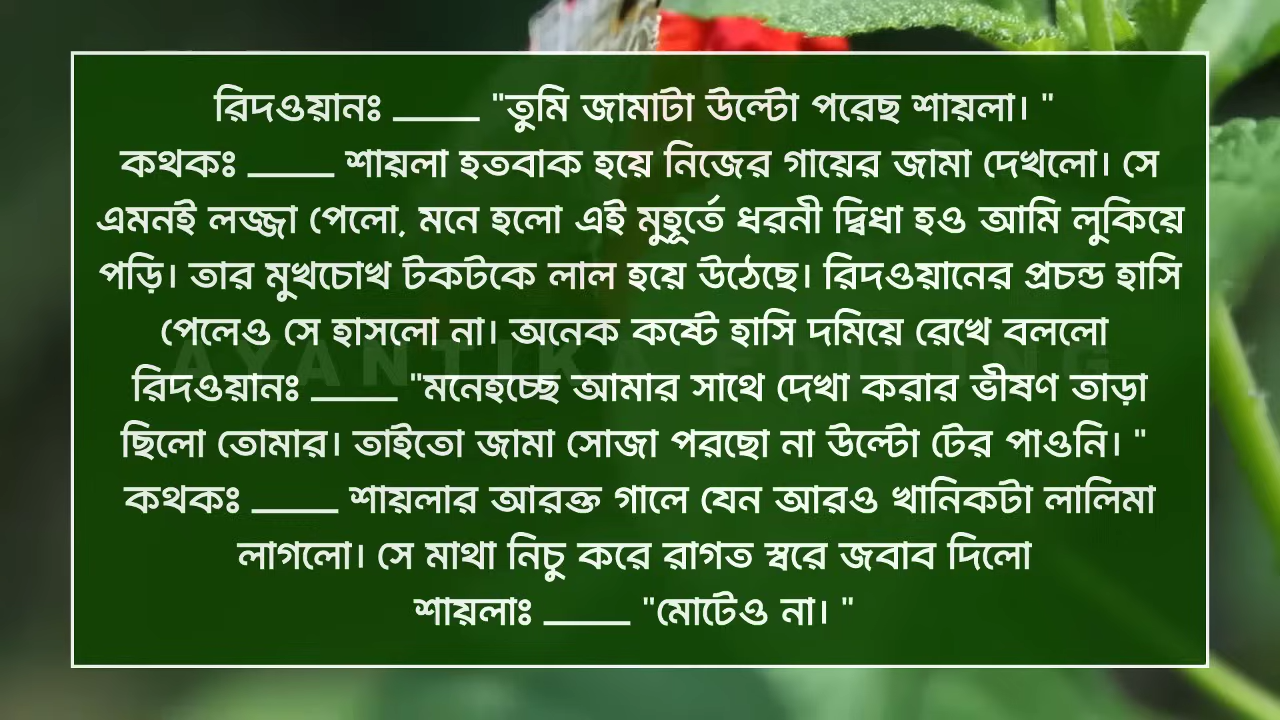 রিদওয়ানঃ ____ "তুমি জামাটা উল্টো পরেছ শায়লা। "
কথকঃ ____ শায়লা হতবাক হয়ে নিজের গায়ের জামা দেখলো। সে
এমনই লজ্জা পেলো, মনে হলো এই মুহূর্তে ধরনী দ্বিধা হও আমি লুকিয়ে
পড়ি। তার মুখচোখ টকটকে লাল হয়ে উঠেছে। রিদওয়ানের প্রচন্ড হাসি
পেলেও সে হাসলো না। অনেক কষ্টে হাসি দমিয়ে রেখে বললো
রিদওয়ানঃ ____ "মনেহচ্ছে আমার সাথে দেখা করার ভীষণ তাড়া
ছিলো তোমার। তাইতো জামা সোজা পরছো না উল্টো টের পাওনি। "
কথকঃ ____ শায়লার আরক্ত গালে যেন আরও খানিকটা লালিমা
লাগলো। সে মাথা নিচু করে রাগত স্বরে জবাব দিলো
শায়লাঃ ____ "মোটেও না। "
AYANTIKA EDITING